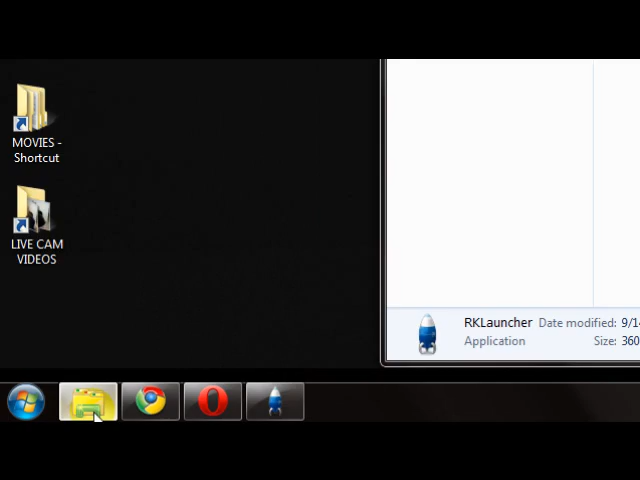 MOVIES -
Shortcut
LIVE CAM
VIDEOS
RKLauncher Date modified: 9/14
Application Size: 360